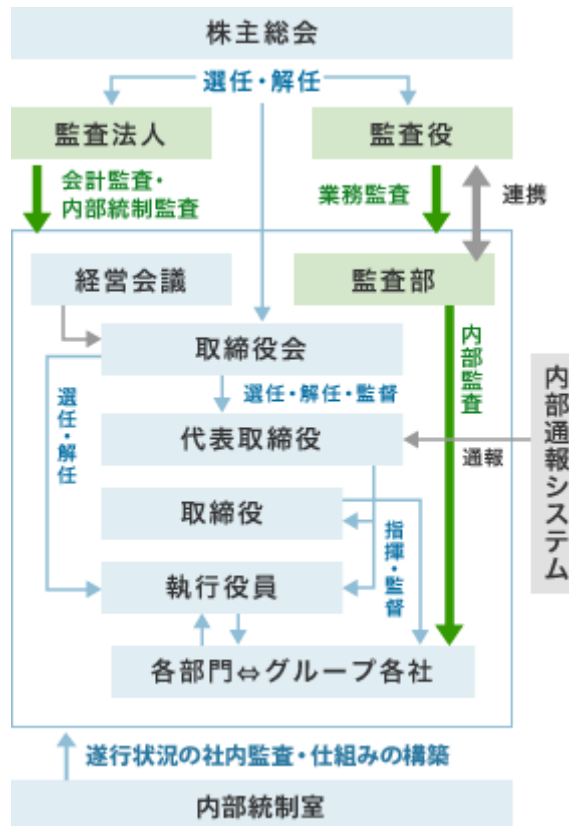 株主総会
選任・解任
監査法人
監査役
会計監査・
内部統制監査
業務監査
連携
経営会議
監査部
取締役会
内部監査
選任・解任・監督
選任・解任
代表取締役
通報
内部通報システム
取締役
指揮・監督
執行役員
各部門⇔グループ各社
遂行状況の社内監査・仕組みの構築
内部統制室